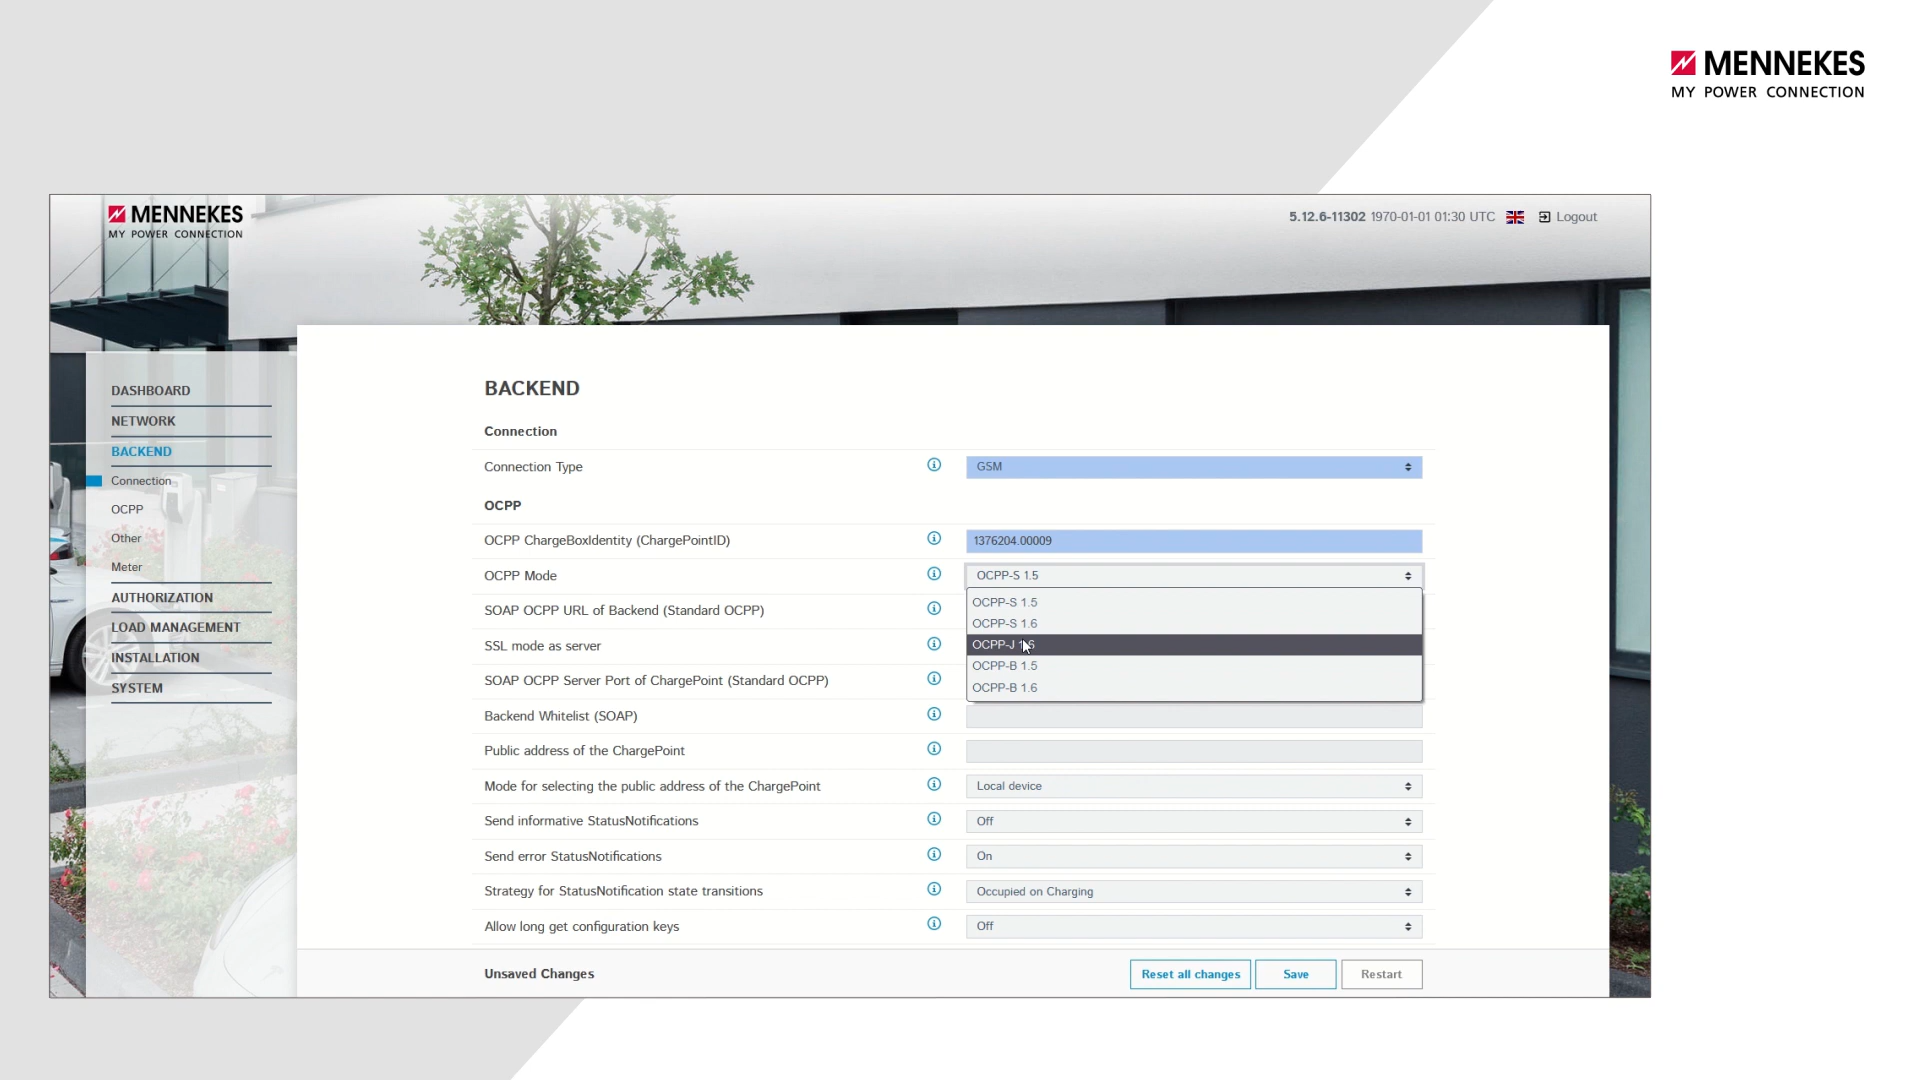 MENNEKES
MY POWER CONNECTION
MENNEKES
MY POWER CONNECTION
5.12.6-11302 1970-01-01 01:30 UTC Logout
DASHBOARD
NETWORK
BACKEND
Connection
OCPP
Other
Meter
AUTHORIZATION
LOAD MANAGEMENT
INSTALLATION
SYSTEM
BACKEND
Connection
Connection Type GSM
OCPP
OCPP ChargeBoxIdentity (ChargePointID) 1376204.00009
OCPP Mode OCPP-S 1.5
OCPP-S 1.5
OCPP-S 1.6
OCPP-J 1.6
OCPP-B 1.5
OCPP-B 1.6
SOAP OCPP URL of Backend (Standard OCPP)
SSL mode as server
SOAP OCPP Server Port of ChargePoint (Standard OCPP)
Backend Whitelist (SOAP)
Public address of the ChargePoint
Mode for selecting the public address of the ChargePoint Local device
Send informative StatusNotifications Off
Send error StatusNotifications On
Strategy for StatusNotification state transitions Occupied on Charging
Allow long get configuration keys Off
Unsaved Changes Reset all changes Save Restart